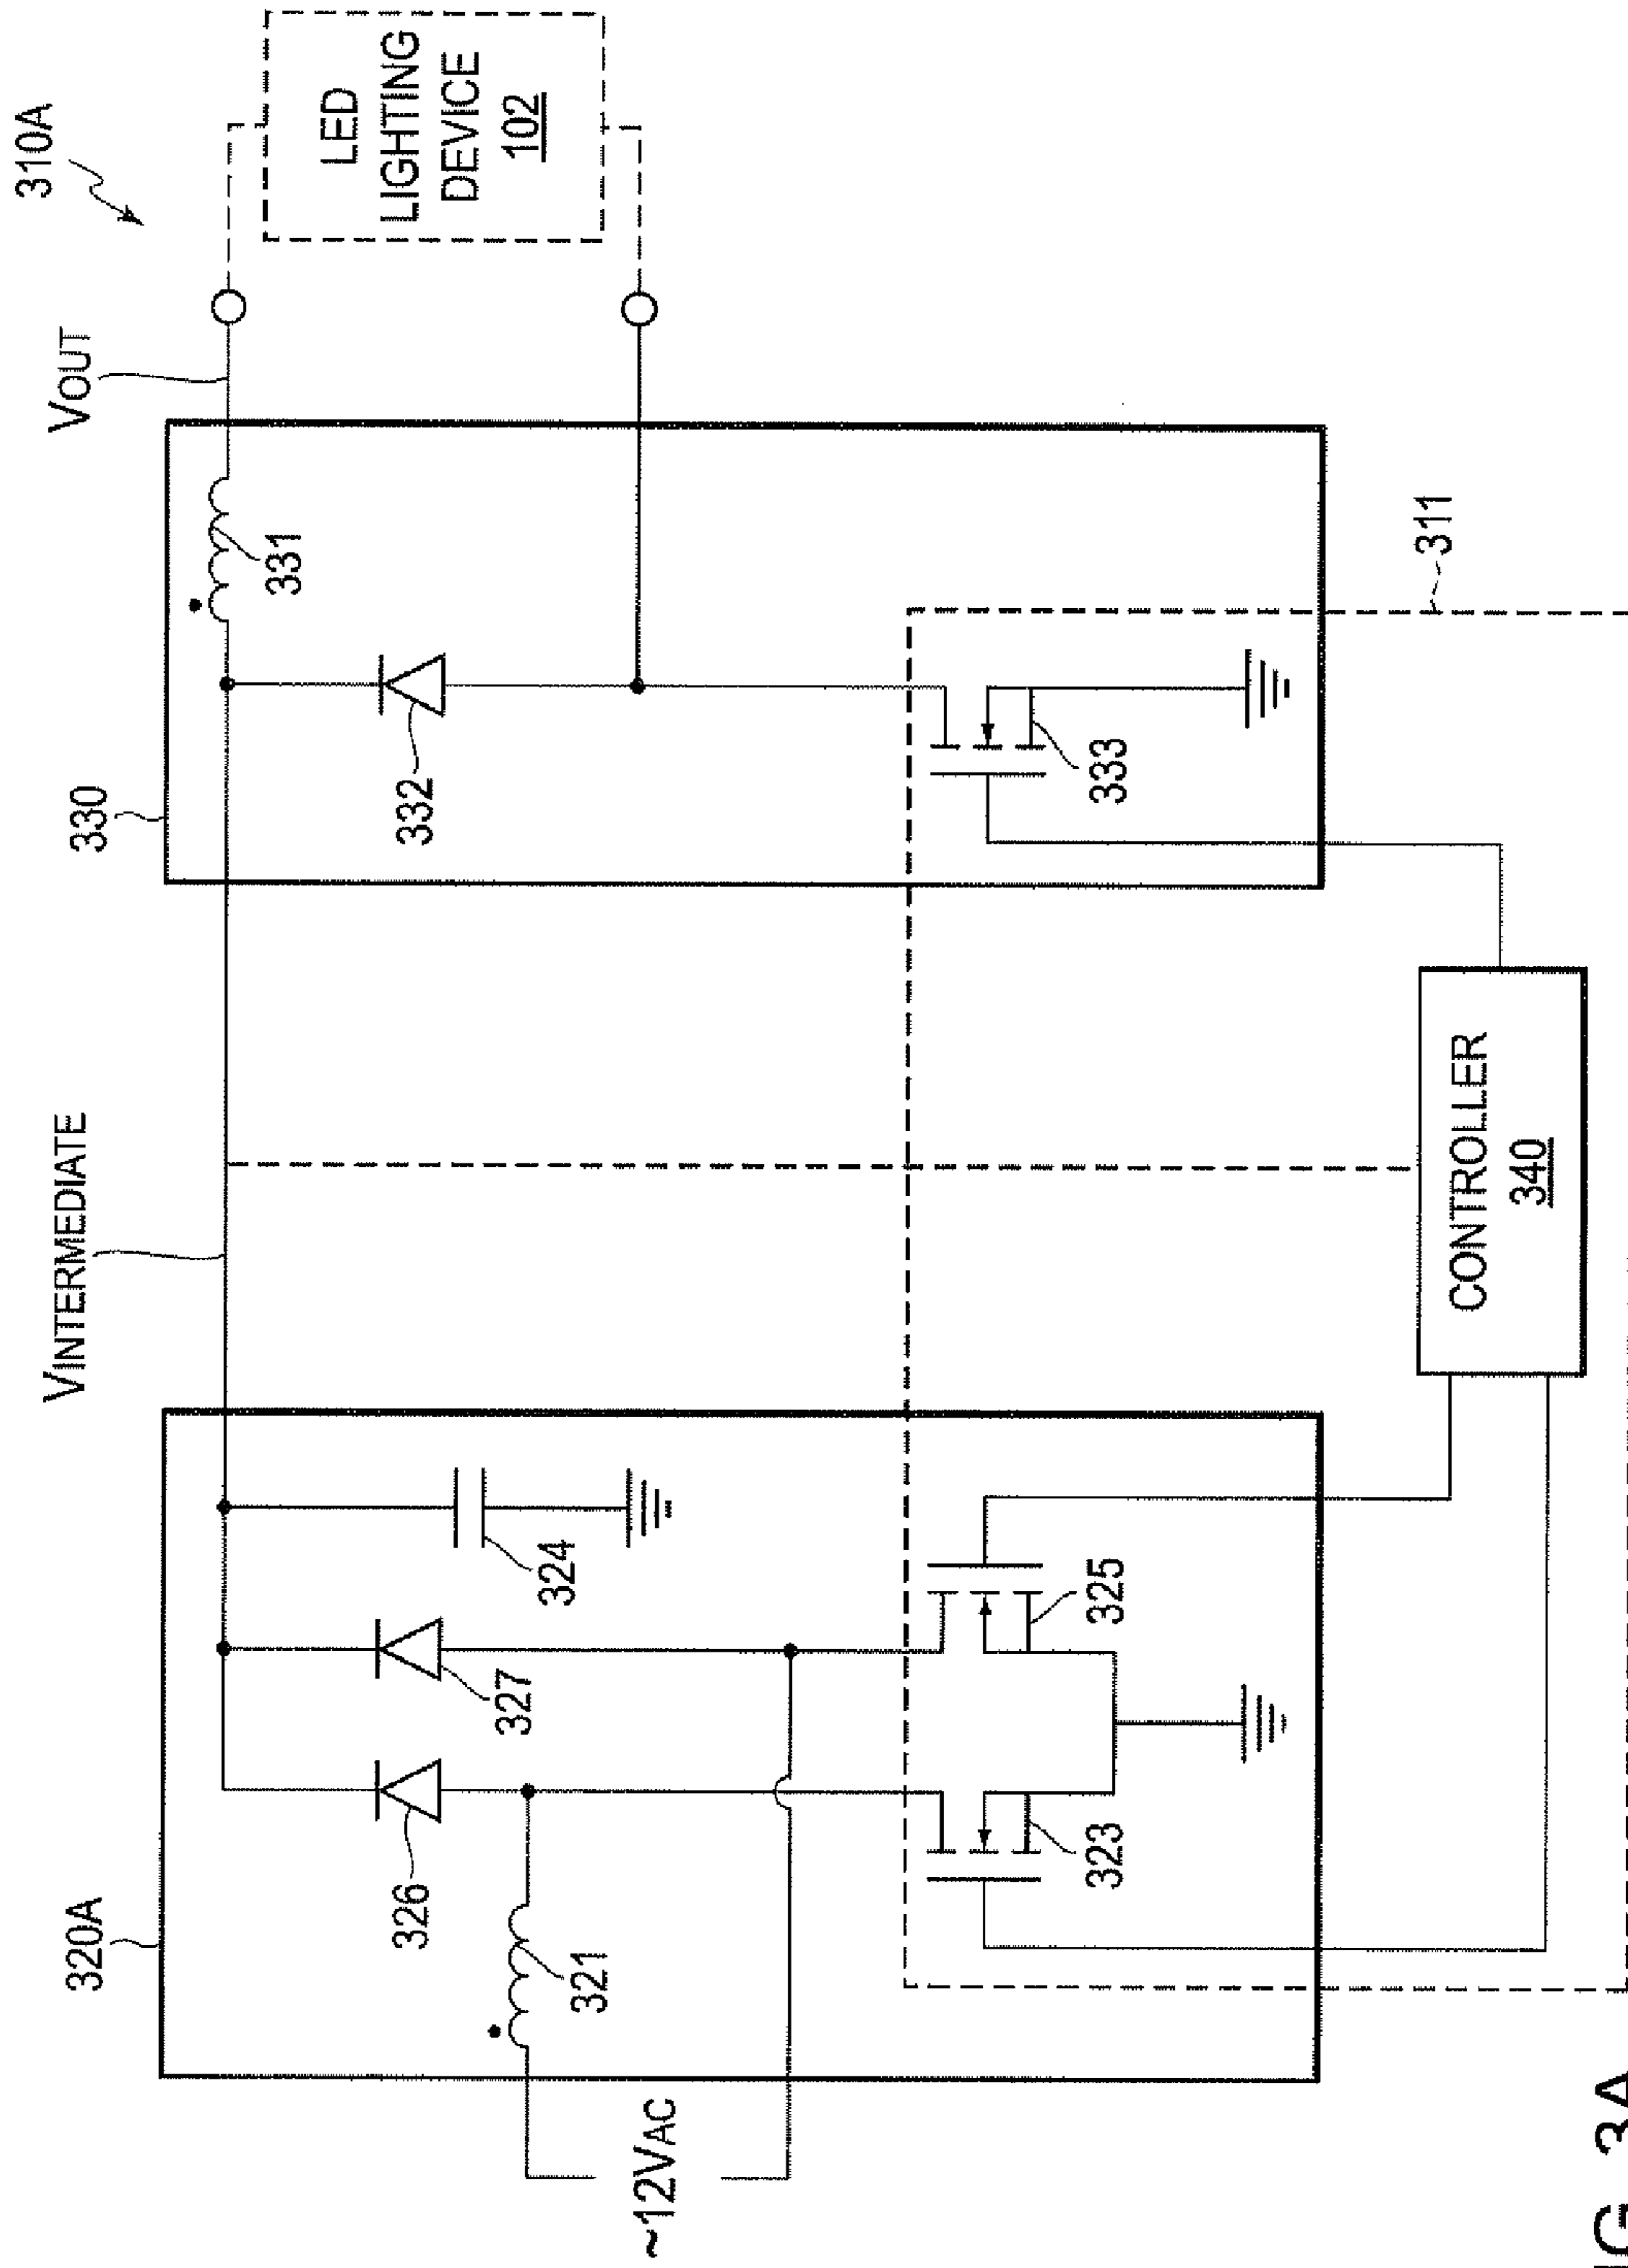 310A
VOUT
LED
LIGHTING
DEVICE
102
330
331
332
333
311
VINTERMEDIATE
CONTROLLER
340
320A
324
327
326
325
323
321
~12VAC
3A